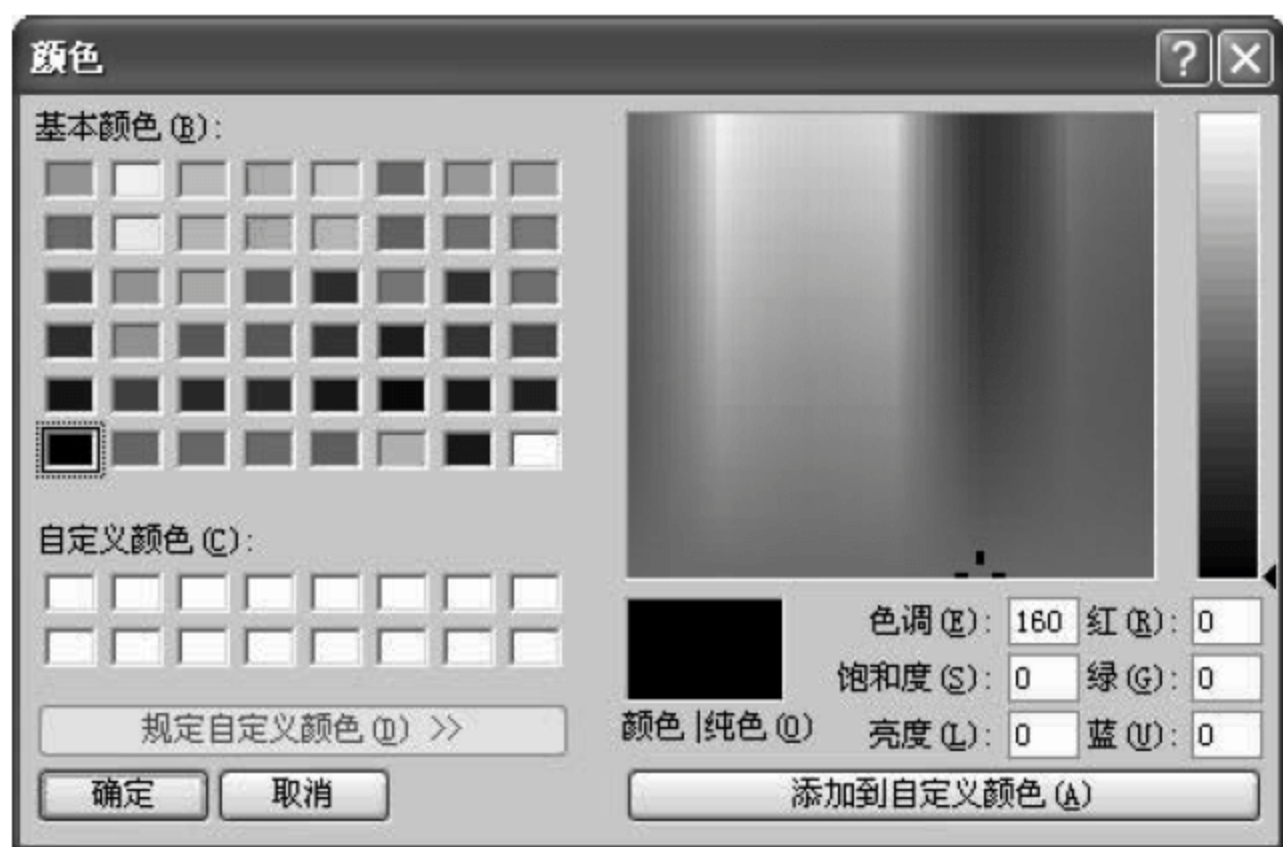 颜色
基本颜色(B):
自定义颜色(C):
规定自定义颜色(D) >>
确定 取消
颜色|纯色(O)
色调(E): 160 红(R): 0
饱和度(S): 0 绿(G): 0
亮度(L): 0 蓝(U): 0
添加到自定义颜色(A)